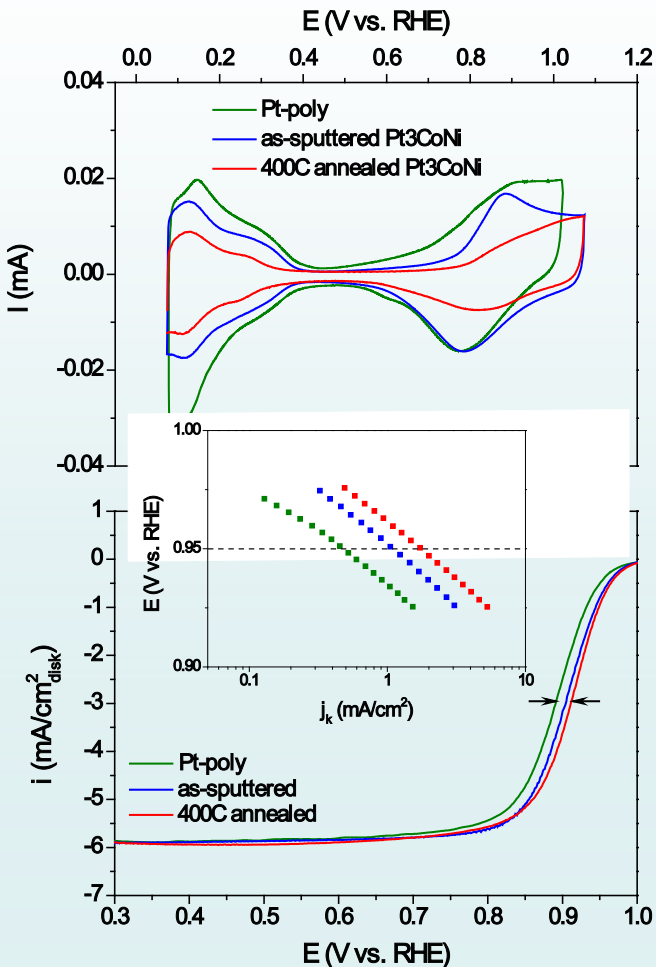 E (V vs. RHE)
0.0 0.2 0.4 0.6 0.8 1.0 1.2
0.04
0.02
0.00
-0.02
-0.04
I (mA)
Pt-poly
as-sputtered Pt3CoNi
400C annealed Pt3CoNi
1.00
0.95
0.90
E (V vs. RHE)
0.1 1 10
jk (mA/cm2)
1
0
-1
-2
-3
-4
-5
-6
-7
i (mA/cm2disk)
Pt-poly
as-sputtered
400C annealed
0.3 0.4 0.5 0.6 0.7 0.8 0.9 1.0
E (V vs. RHE)